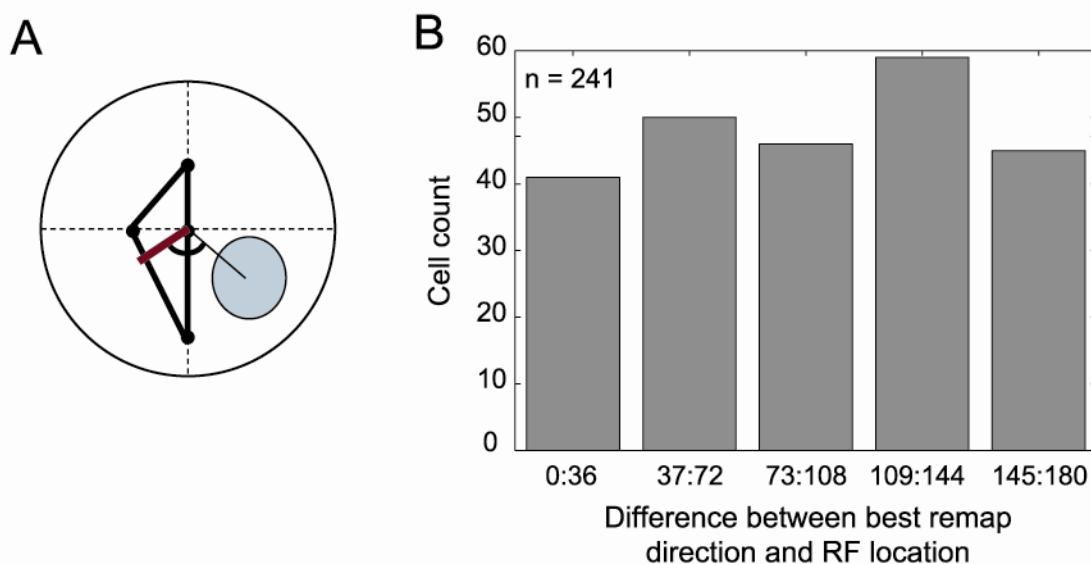 A
B
n = 241
60
50
40
30
20
10
0
Cell count
0:36 37:72 73:108 109:144 145:180
Difference between best remap
direction and RF location